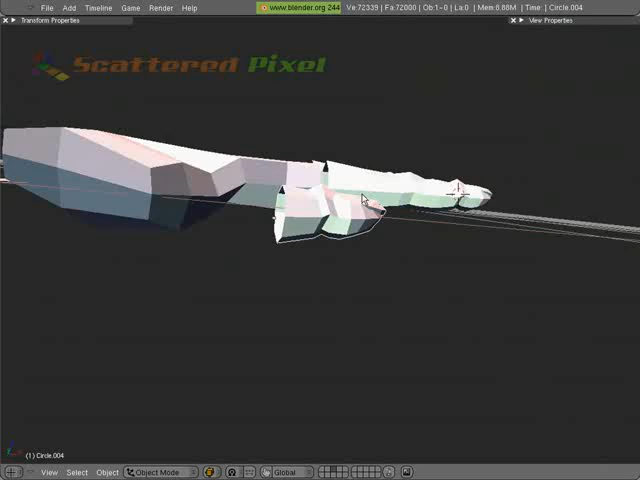 File Add Timeline Game Render Help www.blender.org 244 Ve:72339 | Fa:72000 | Ob:1-0 | La:0 | Mem:8.88M | Time: | Circle.004
Transform Properties View Properties
Scattered Pixel
(1) Circle.004
View Select Object Object Mode Global